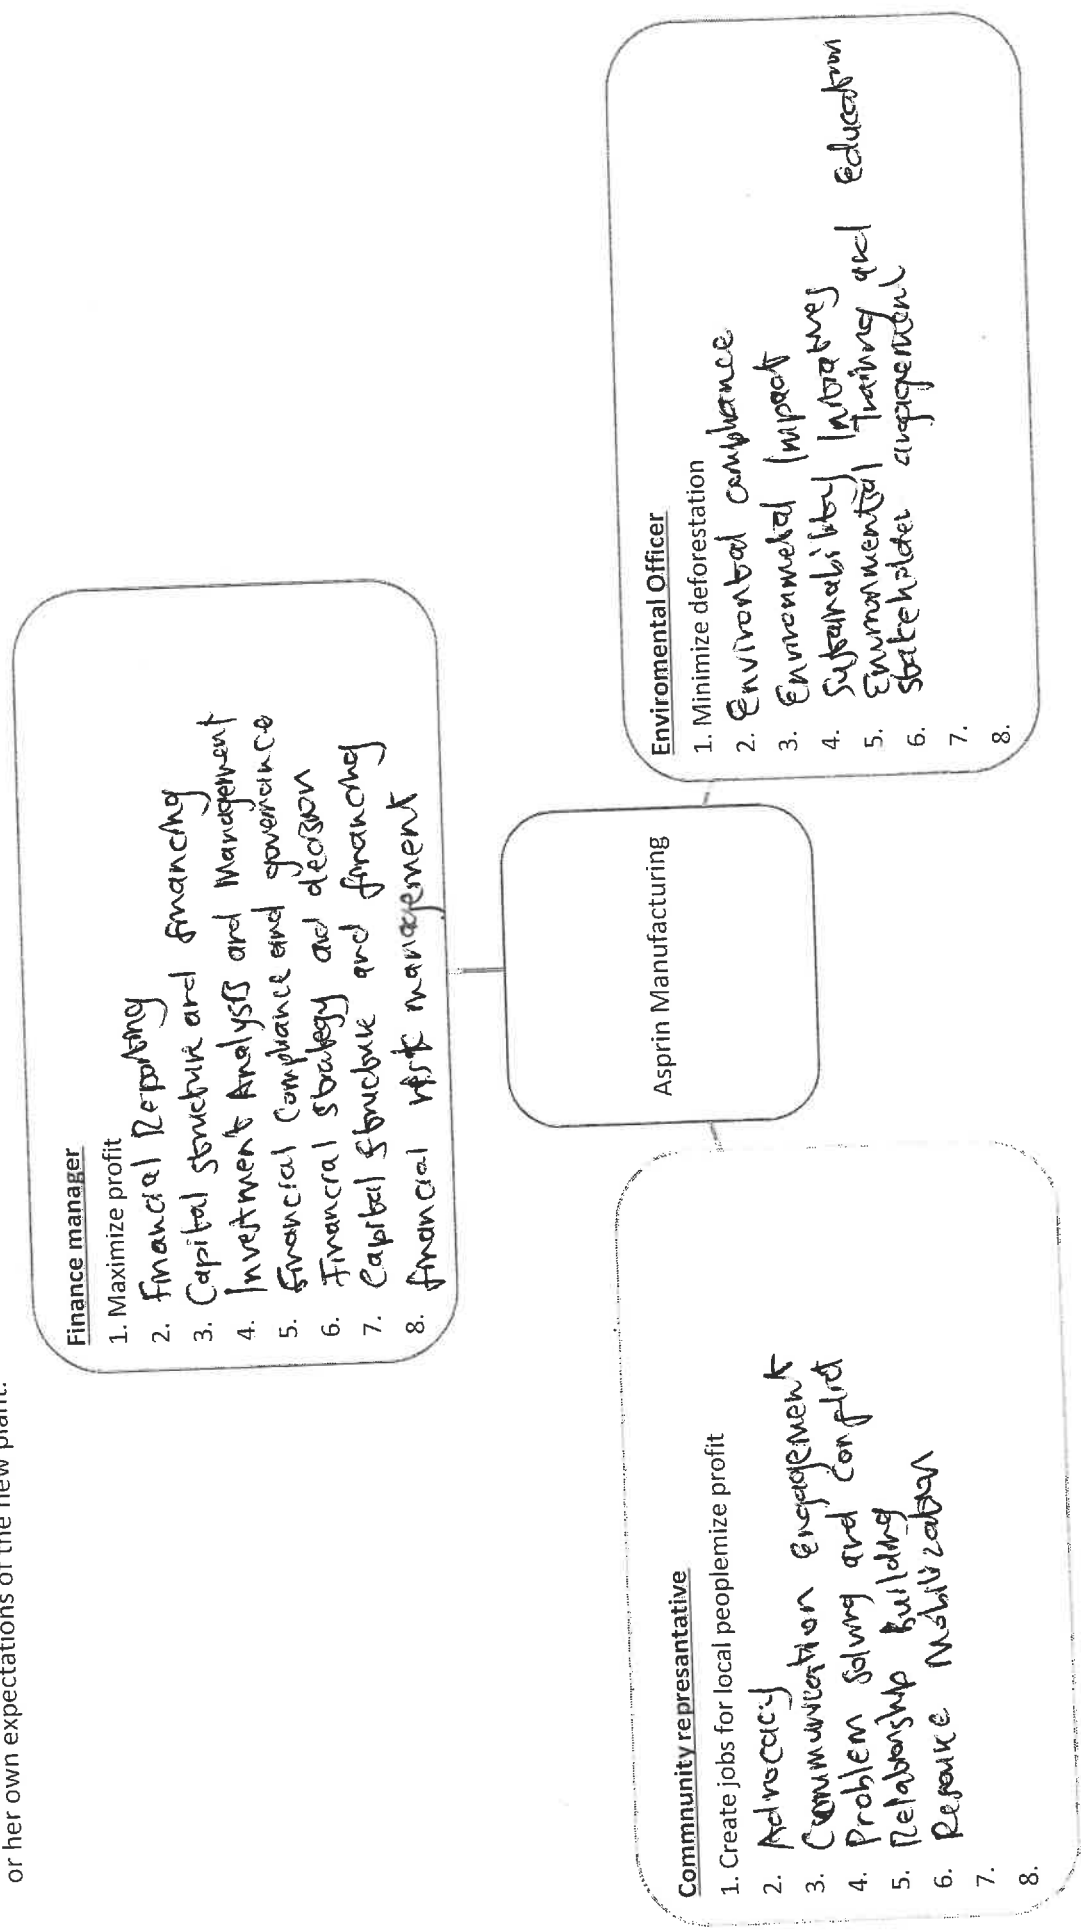 or her own expectations of the new plant.
Finance manager
1. Maximize profit
2. Financial Reporting
3. Capital structure and financing
4. Investment Analysis and Management
5. Financial Compliance and governance
6. Financial Strategy and decision
7. Capital Structure and financing
8. financial risk management
Asprin Manufacturing
Commnunity represantative
1. Create jobs for local peoplemize profit
2. Advocacy
3. Communication Engagement
4. Problem solving and conflict
5. Relationship Building
6. Resource Mobilization
7.
8.
Enviromental Officer
1. Minimize deforestation
2. Environtal compliance
3. Environmetal Impact
4. Sustainability Initiatives
5. Environmental Training and Education
6. Stakeholder angagement
7.
8.